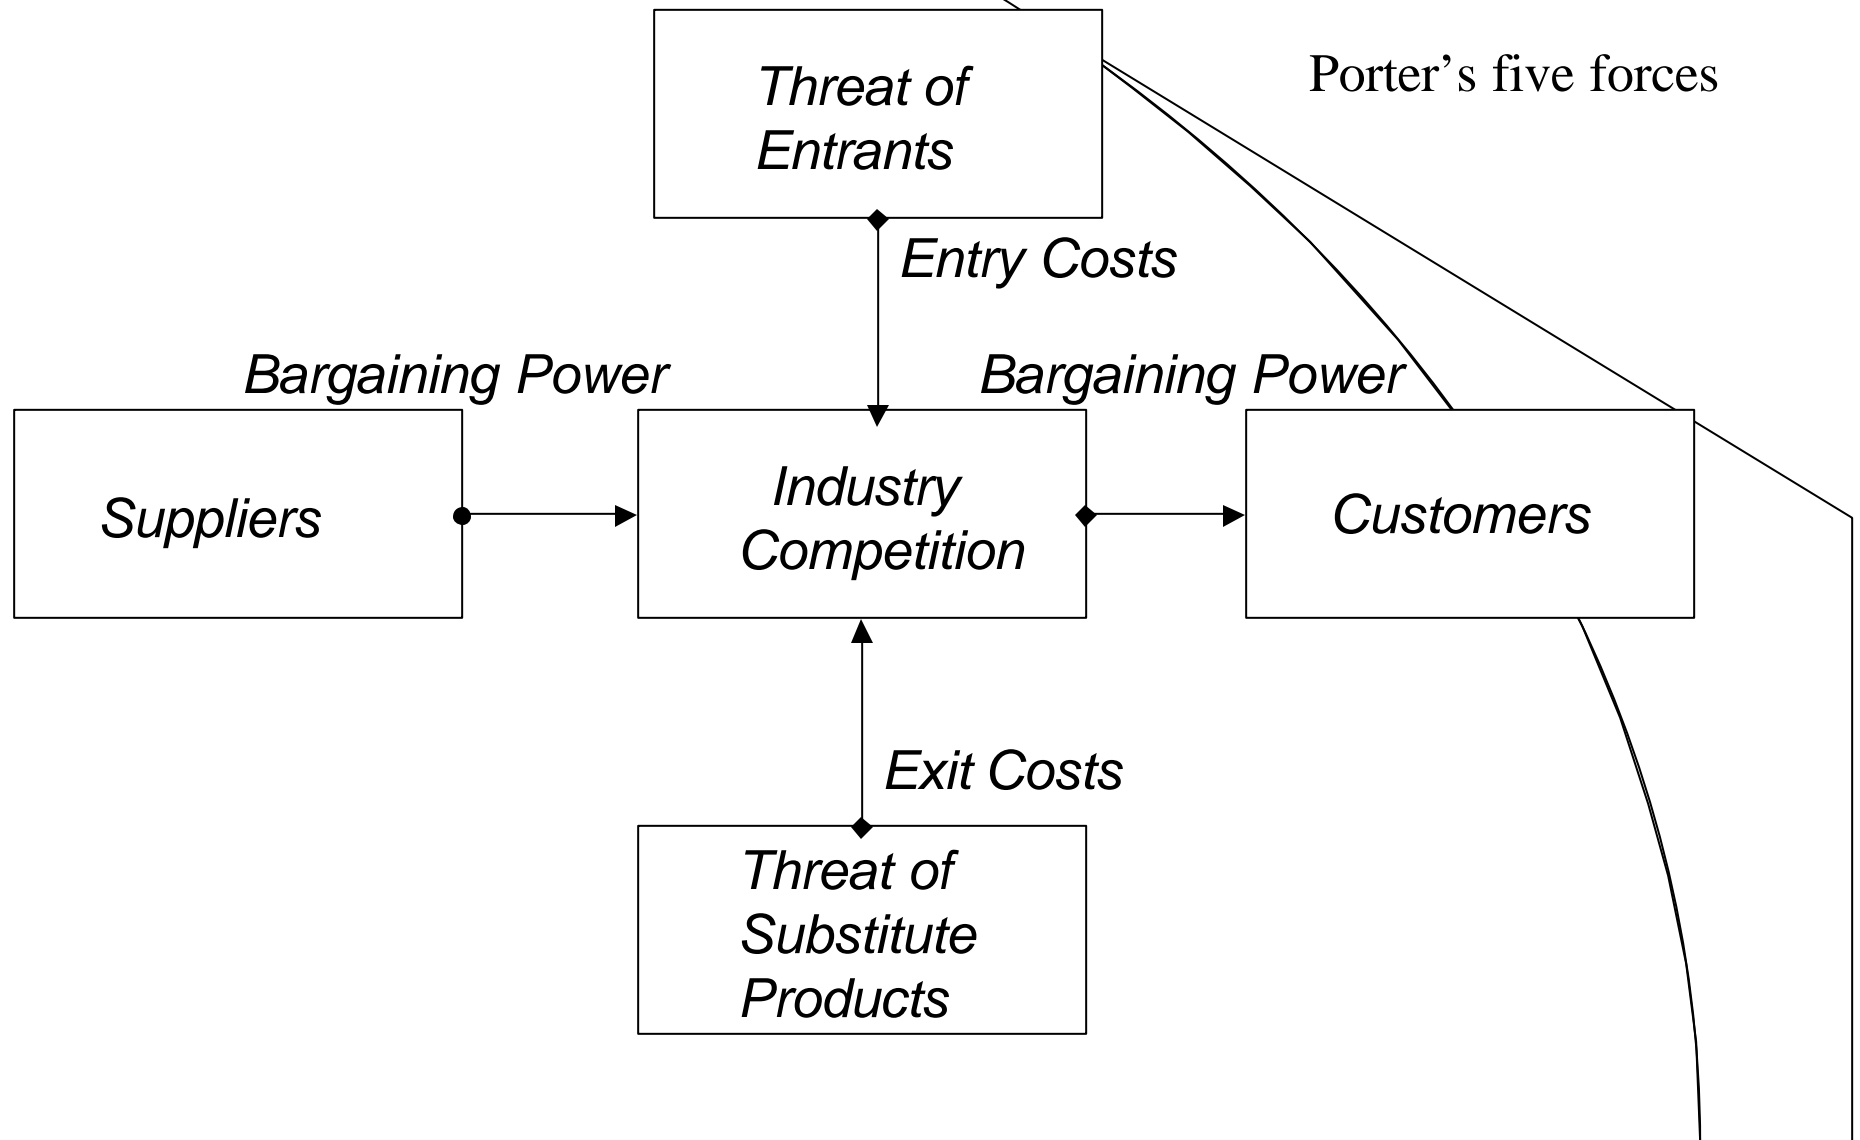 Porter’s five forces
Threat of
Entrants
Entry Costs
Bargaining Power
Bargaining Power
Suppliers
Industry
Competition
Customers
Exit Costs
Threat of
Substitute
Products